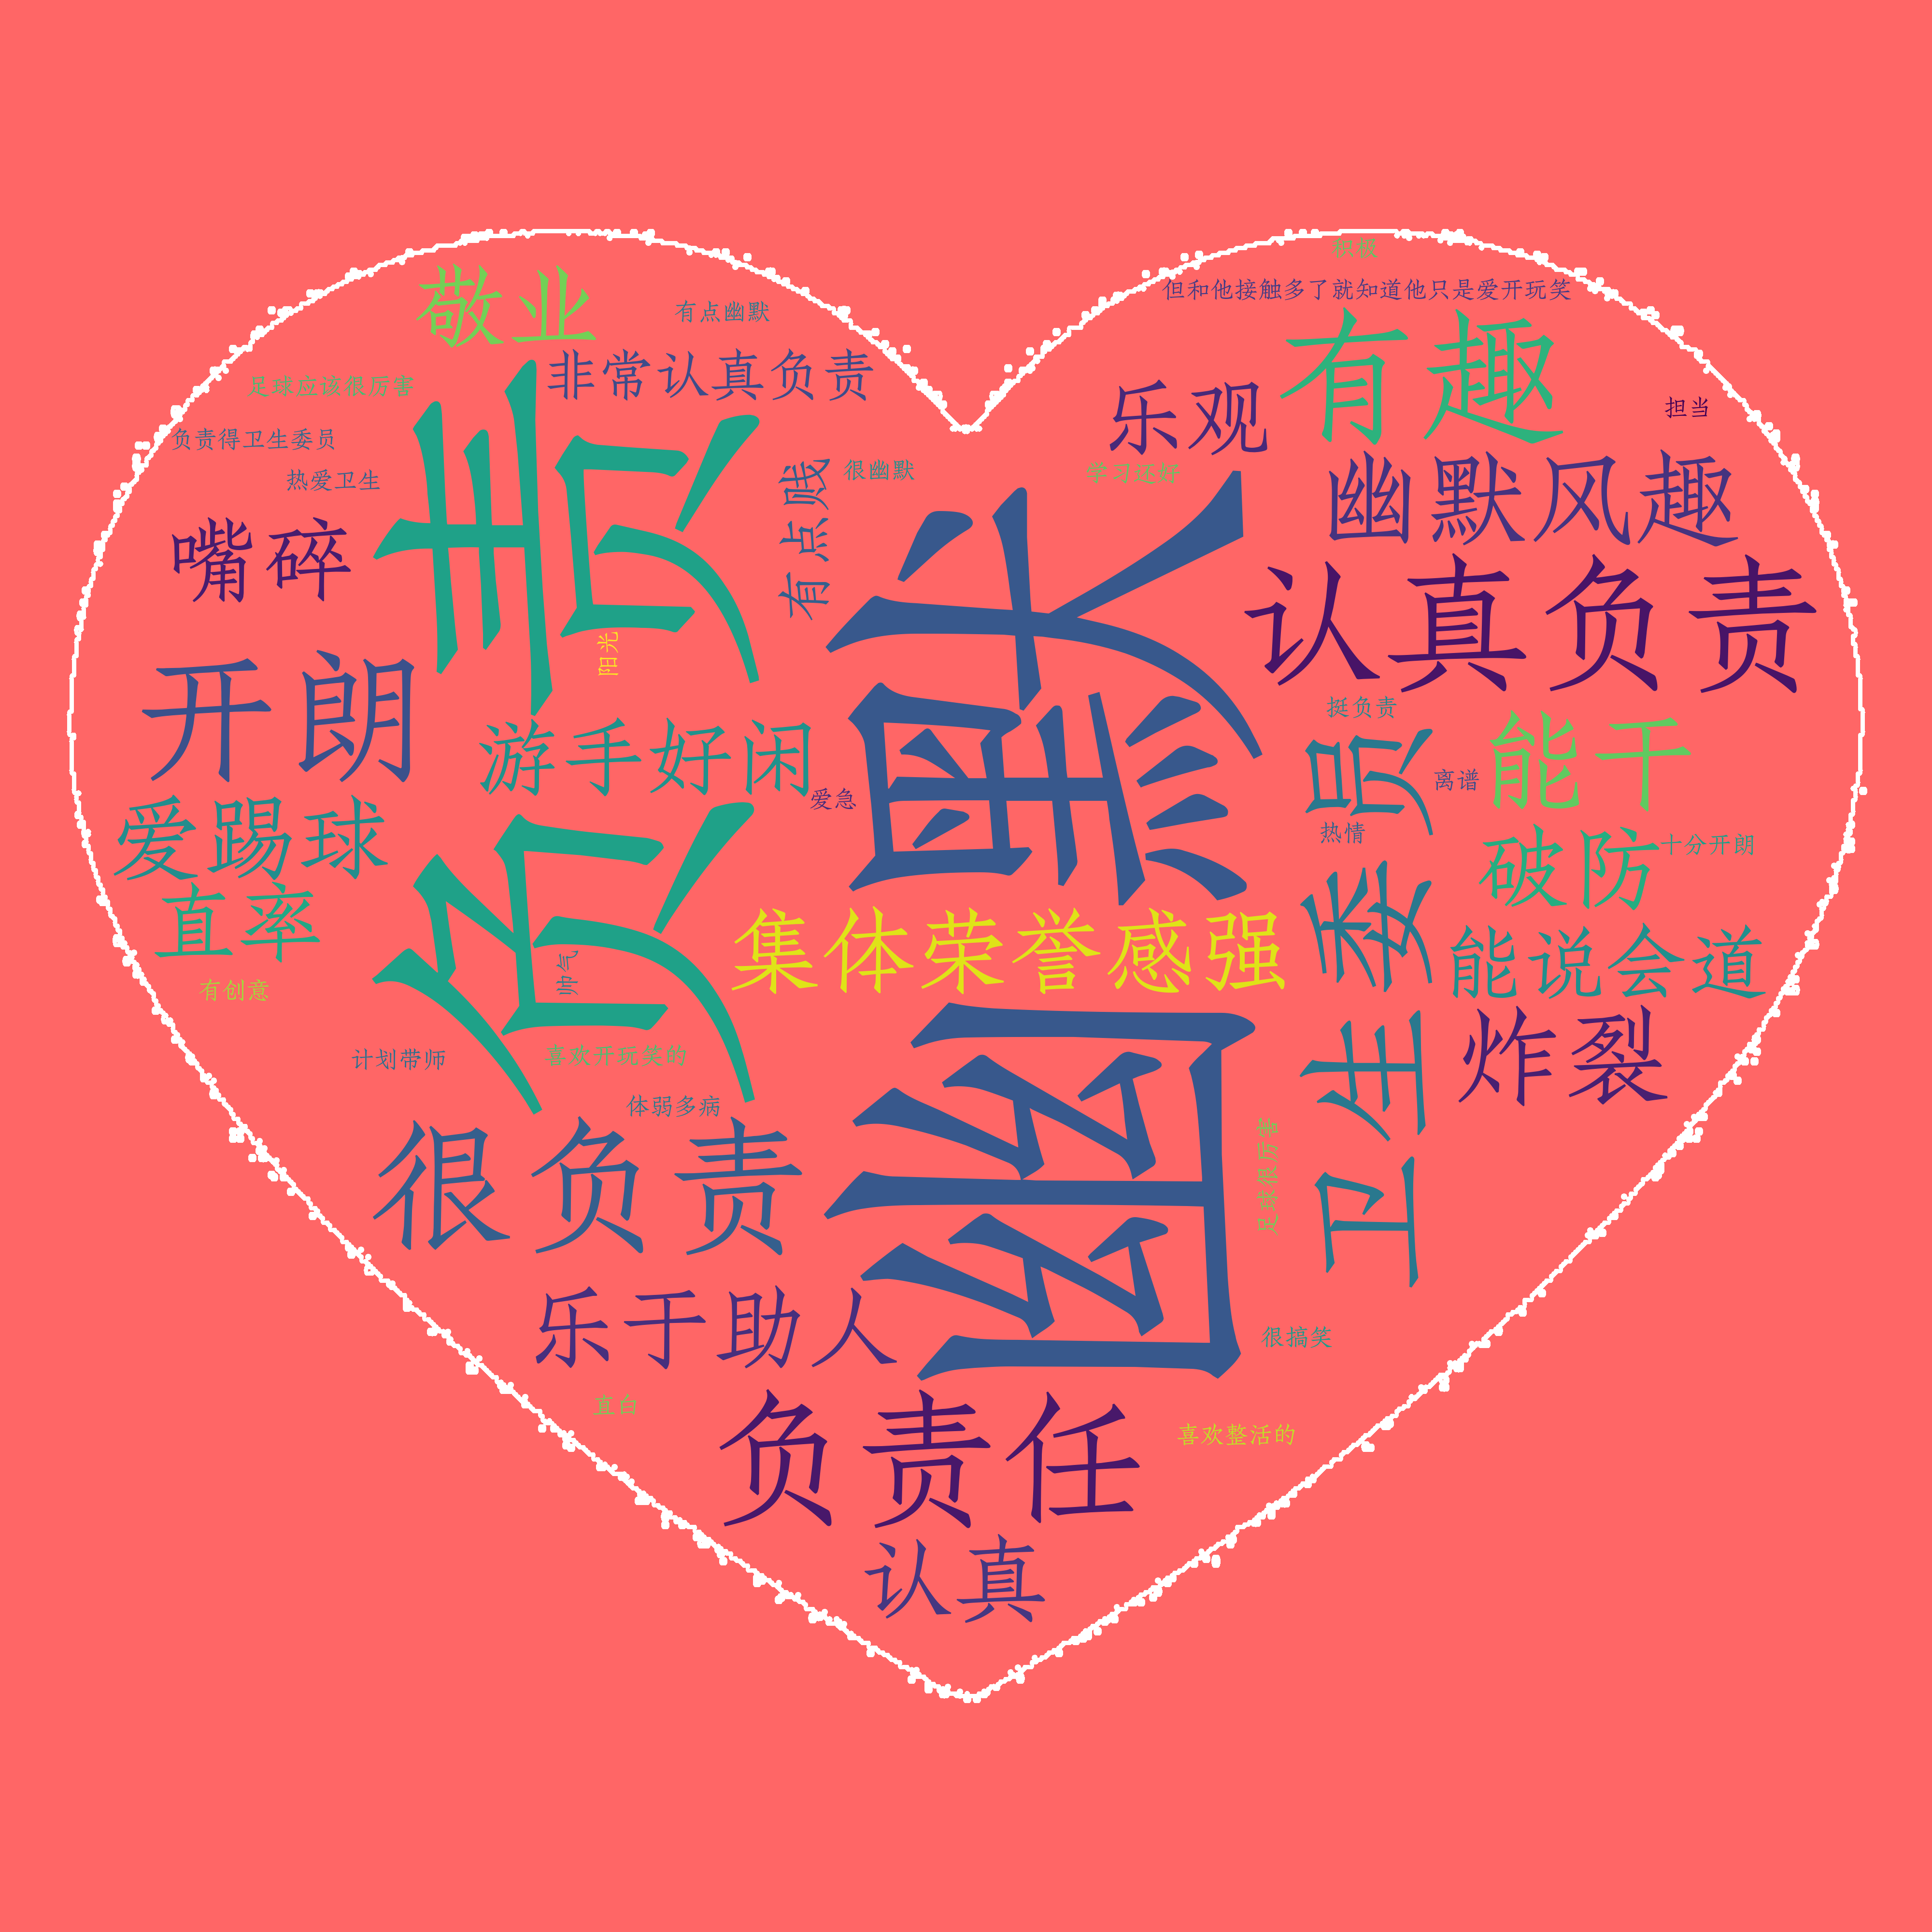 积极
但和他接触多了就知道他只是爱开玩笑
敬业
有点幽默
有趣
非常认真负责
足球应该很厉害
乐观
担当
负责得卫生委员
热爱卫生
有点贱
很幽默
学习还好
幽默风趣
嘴碎
负责
阳光
幽默
认真负责
开朗
游手好闲
挺负责
能干
爱踢球
爱急
卫生委员
离谱
热情
破防
十分开朗
直率
集体荣誉感强
能说会道
帅气
有创意
计划带师
喜欢开玩笑的
炸裂
体弱多病
很负责
足球很厉害
乐于助人
很搞笑
直白
负责任
喜欢整活的
认真